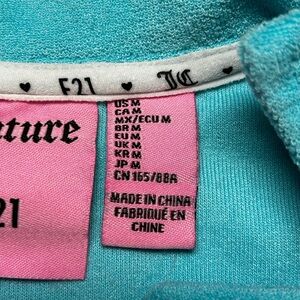 F21 ♥ JC ♥
ture
21
US M
CA M
MX/ECU M
BR M
EU M
UK M
KR M
JP M
CN 165/88A
MADE IN CHINA
FABRIQUÉ EN
CHINE